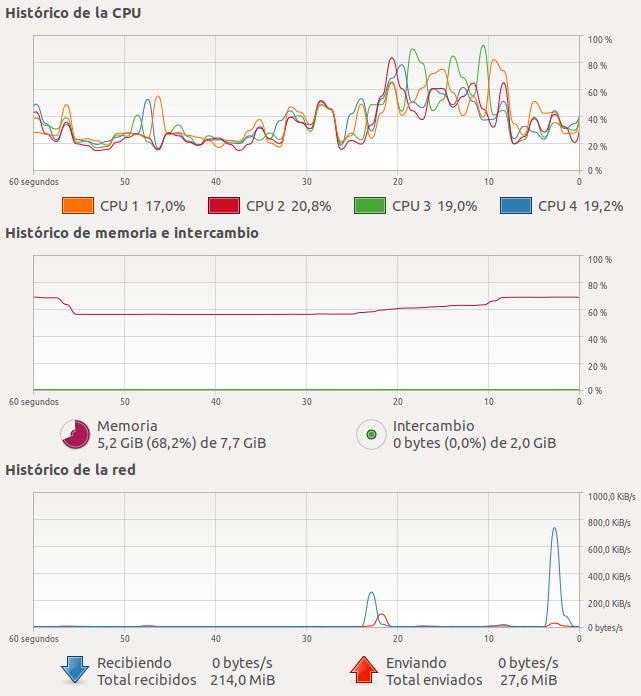 Histórico de la CPU
100 %
80 %
60 %
40 %
20 %
0 %
60 segundos 50 40 30 20 10 0
CPU 1 17,0% CPU 2 20,8% CPU 3 19,0% CPU 4 19,2%
Histórico de memoria e intercambio
100 %
80 %
60 %
40 %
20 %
0 %
60 segundos 50 40 30 20 10 0
Memoria
5,2 GiB (68,2%) de 7,7 GiB
Intercambio
0 bytes (0,0%) de 2,0 GiB
Histórico de la red
1000,0 KiB/s
800,0 KiB/s
600,0 KiB/s
400,0 KiB/s
200,0 KiB/s
0 bytes/s
60 segundos 50 40 30 20 10 0
Recibiendo 0 bytes/s
Total recibidos 214,0 MiB
Enviando 0 bytes/s
Total enviados 27,6 MiB